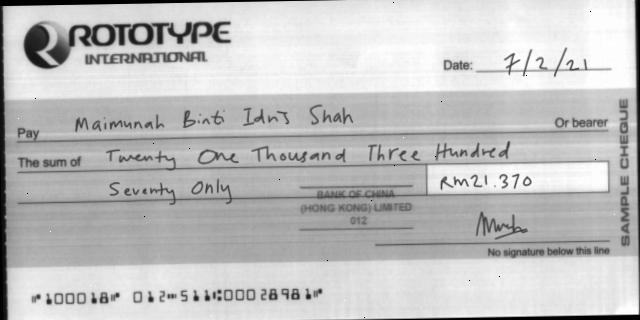 ROTOTYPE
INTERNATIONAL
Date: 7/2/21
Pay Maimunah Binti Idris Shah Or bearer
The sum of Twenty One Thousand Three Hundred
Seventy Only RM21.370
BANK OF CHINA
(HONG KONG) LIMITED
012
No signature below this line
SAMPLE CHEQUE
⑈100018⑈ 012⑉511⑆00028981⑈